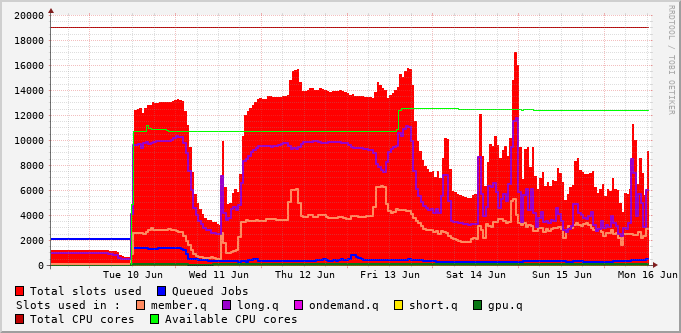 20000
18000
16000
14000
12000
10000
8000
6000
4000
2000
0
Tue 10 Jun Wed 11 Jun Thu 12 Jun Fri 13 Jun Sat 14 Jun Sun 15 Jun Mon 16 Jun
Total slots used Queued Jobs
Slots used in : member.q long.q ondemand.q short.q gpu.q
Total CPU cores Available CPU cores
RRDTOOL / TOBI OETIKER